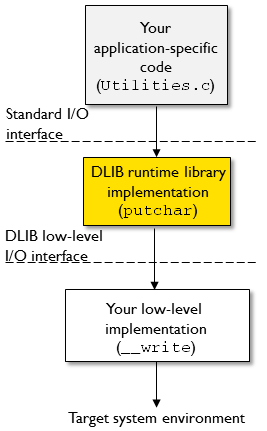 Your
application-specific
code
(Utilities.c)
Standard I/O
interface
DLIB runtime library
implementation
(putchar)
DLIB low-level
I/O interface
Your low-level
implementation
(__write)
Target system environment